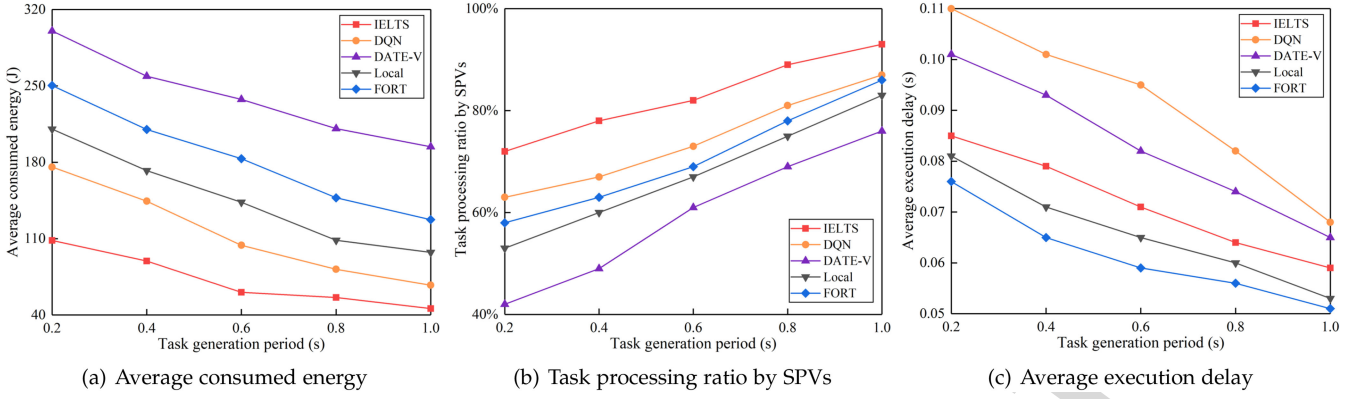 320
250
180
110
40
Average consumed energy (J)
IELTS
DQN
DATE-V
Local
FORT
0.2 0.4 0.6 0.8 1.0
Task generation period (s)
(a) Average consumed energy
100%
80%
60%
40%
Task processing ratio by SPVs
IELTS
DQN
DATE-V
Local
FORT
0.2 0.4 0.6 0.8 1.0
Task generation period (s)
(b) Task processing ratio by SPVs
0.11
0.10
0.09
0.08
0.07
0.06
0.05
Average execution delay (s)
IELTS
DQN
DATE-V
Local
FORT
0.2 0.4 0.6 0.8 1.0
Task generation period (s)
(c) Average execution delay